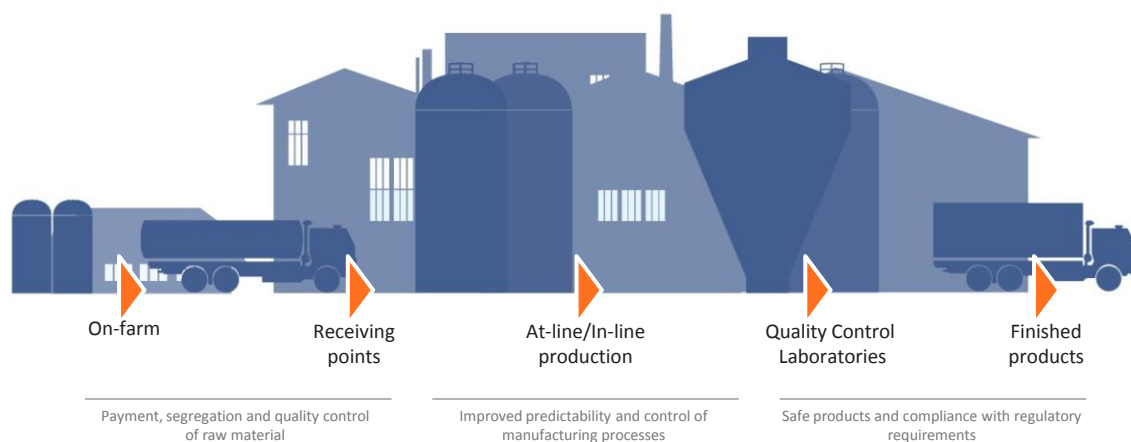 On-farm
Receiving
points
At-line/In-line
production
Quality Control
Laboratories
Finished
products
Payment, segregation and quality control
of raw material
Improved predictability and control of
manufacturing processes
Safe products and compliance with regulatory
requirements